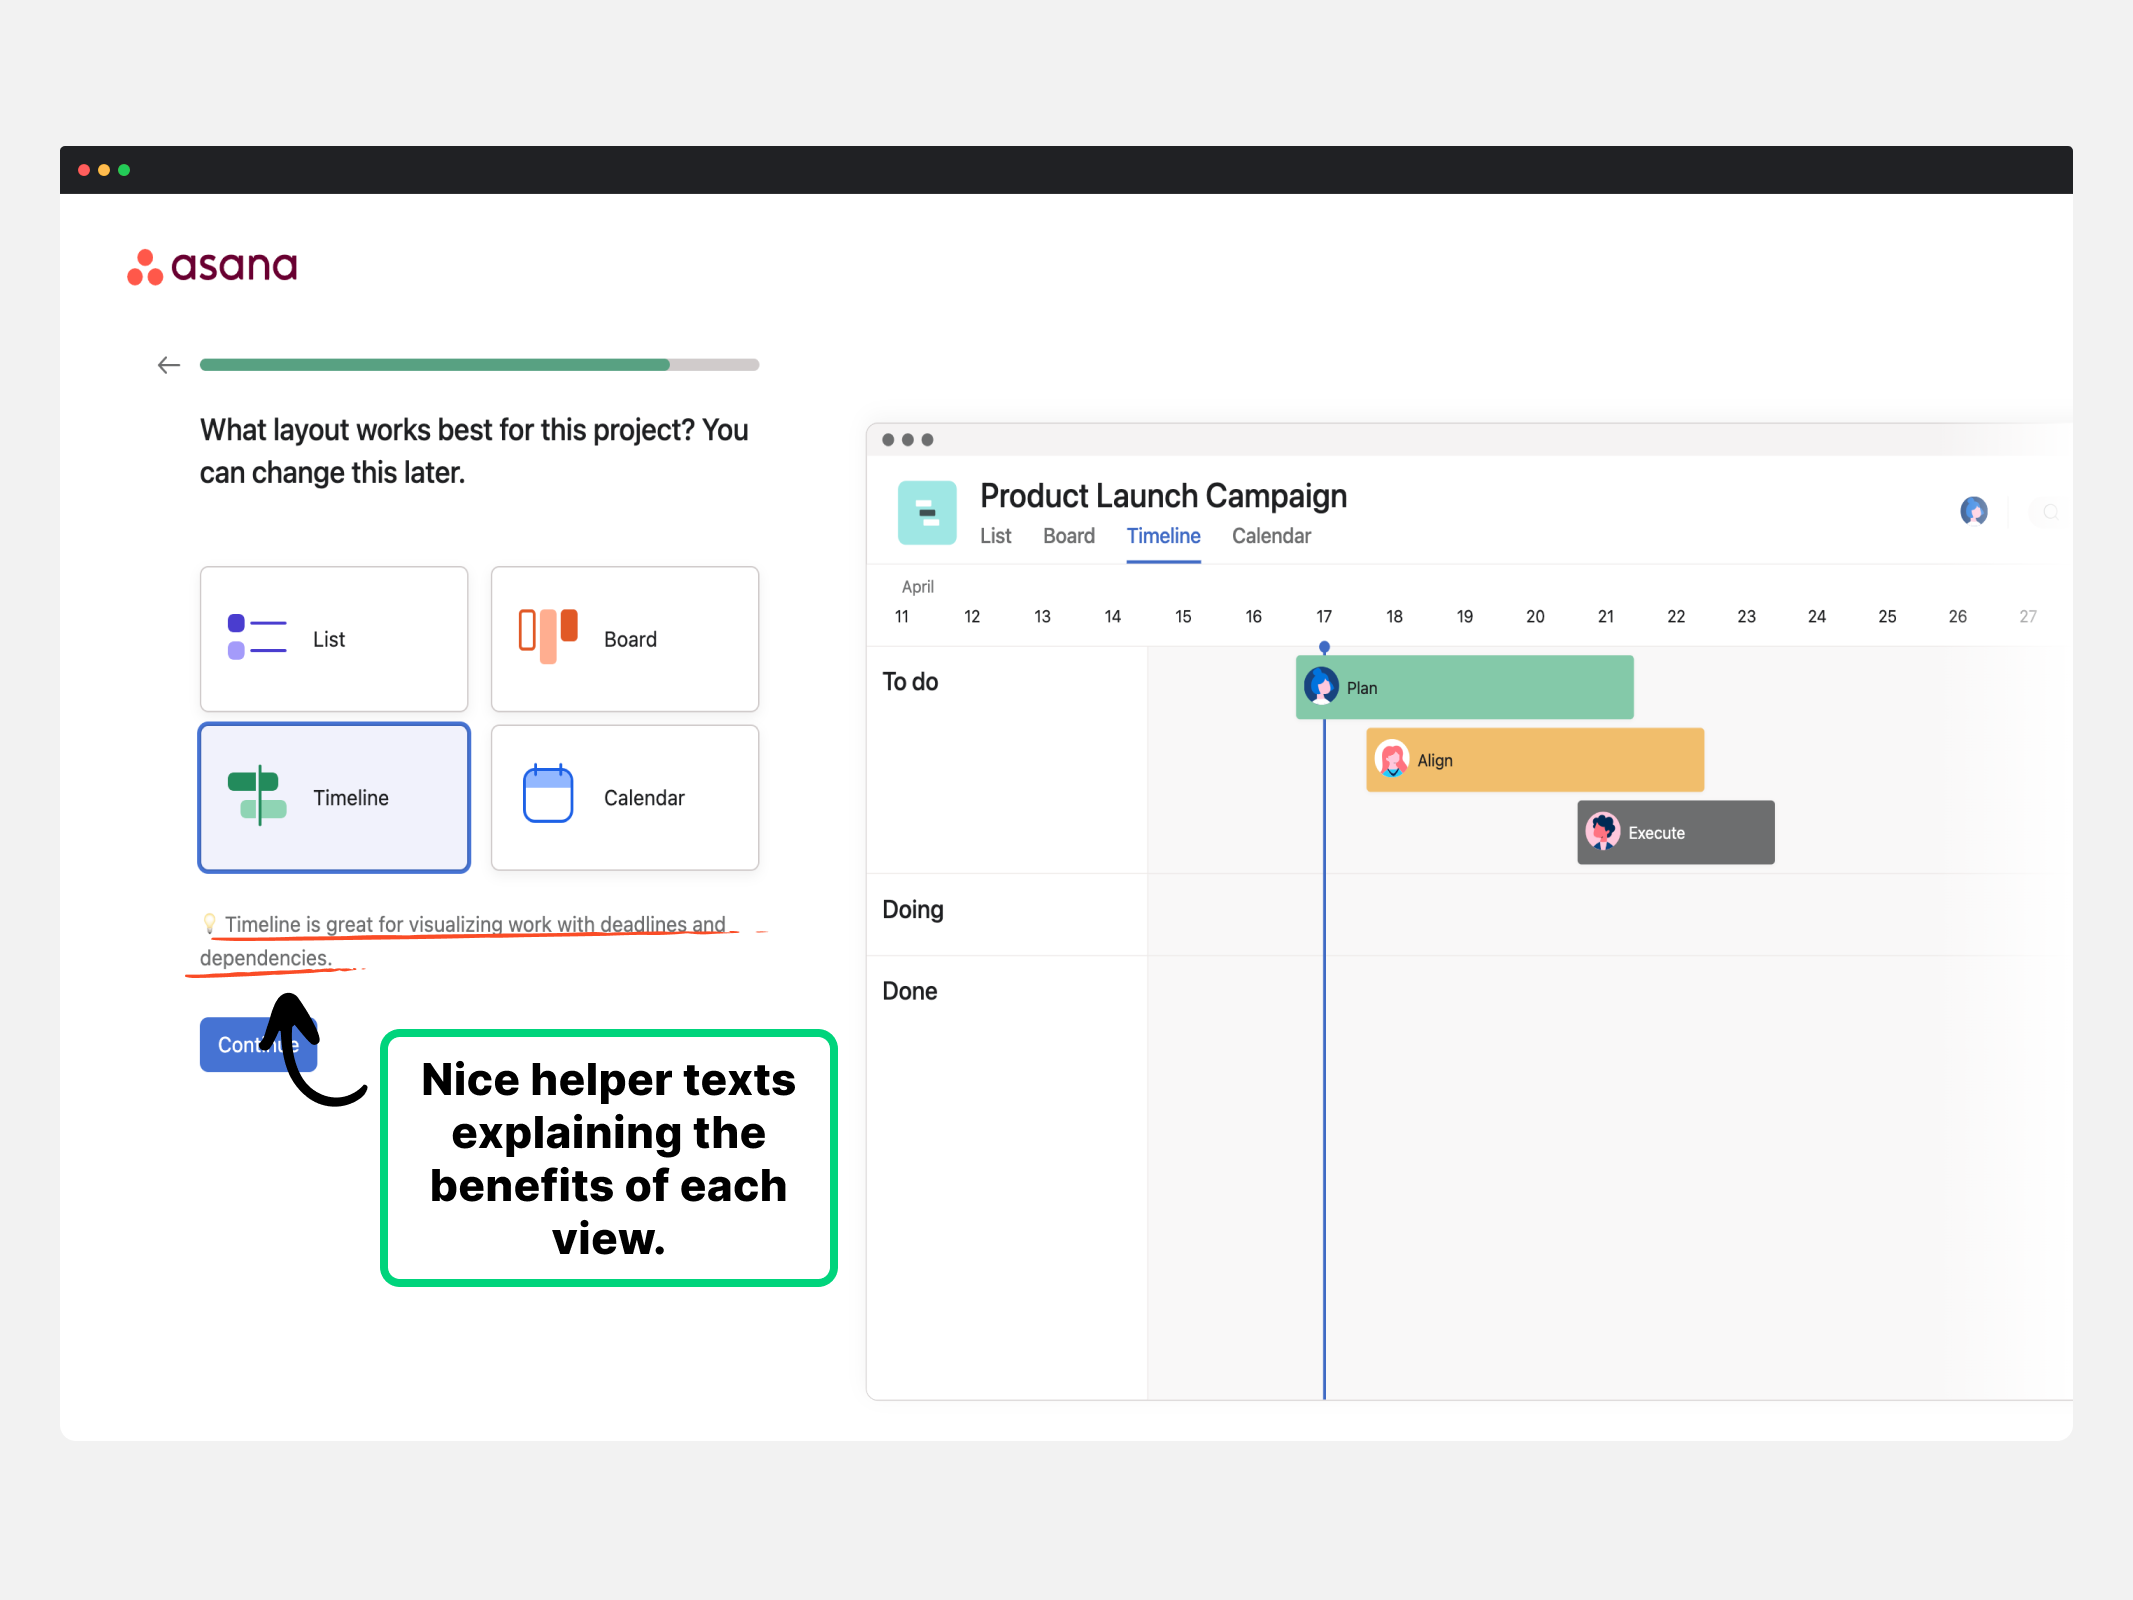 asana
What layout works best for this project? You
can change this later.
List
Board
Timeline
Calendar
Timeline is great for visualizing work with deadlines and
dependencies.
Continue
Nice helper texts
explaining the
benefits of each
view.
Product Launch Campaign
List Board Timeline Calendar
April
11 12 13 14 15 16 17 18 19 20 21 22 23 24 25 26 27
To do
Plan
Align
Execute
Doing
Done